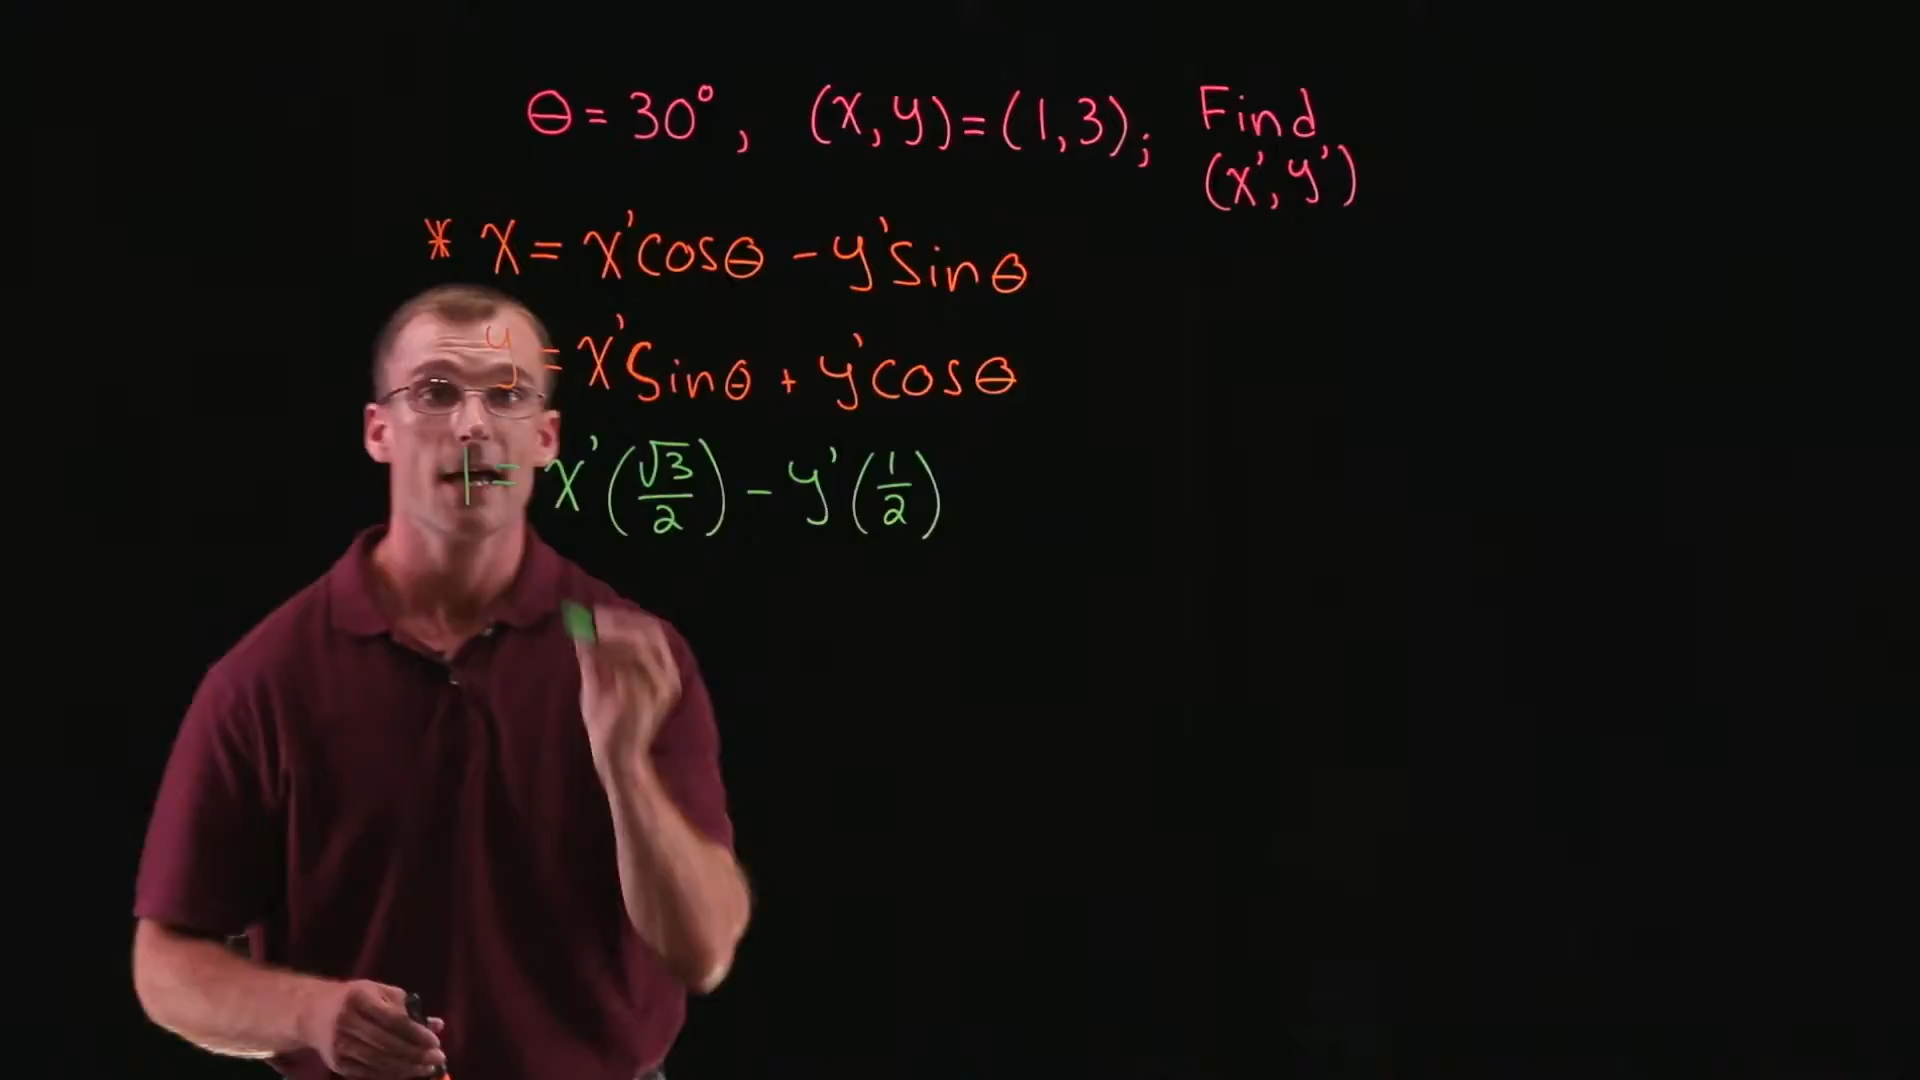 θ = 30°, (x, y) = (1, 3); Find
(x', y')
* x = x'cosθ - y'sinθ
y = x'sinθ + y'cosθ
1 = x'(√3/2) - y'(1/2)